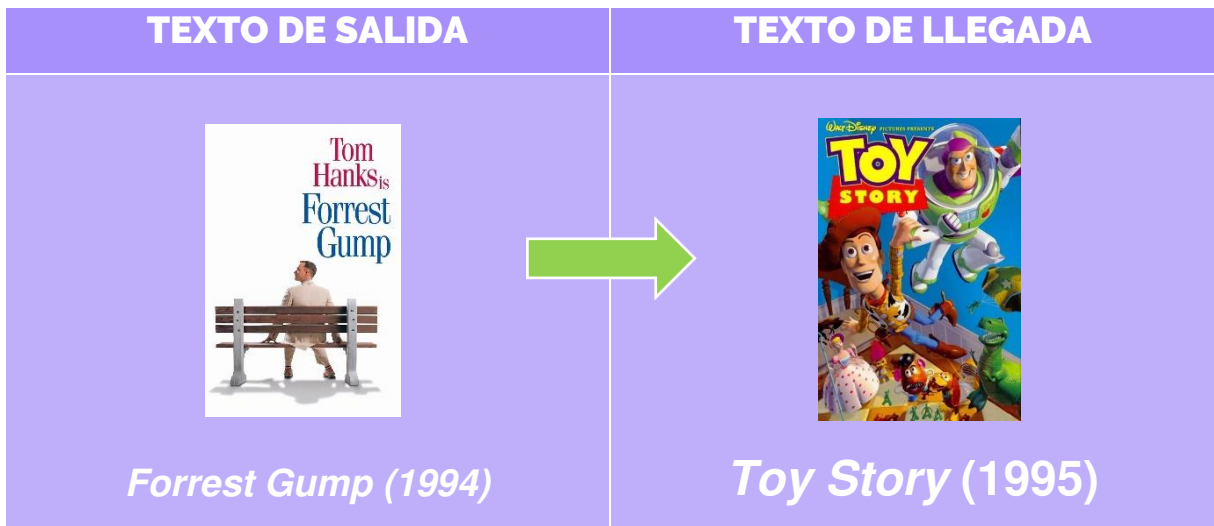 TEXTO DE SALIDA
TEXTO DE LLEGADA
Tom
Hanks is
Forrest
Gump
WALT DISNEY PICTURES PRESENTS
TOY
STORY
Forrest Gump (1994)
Toy Story (1995)